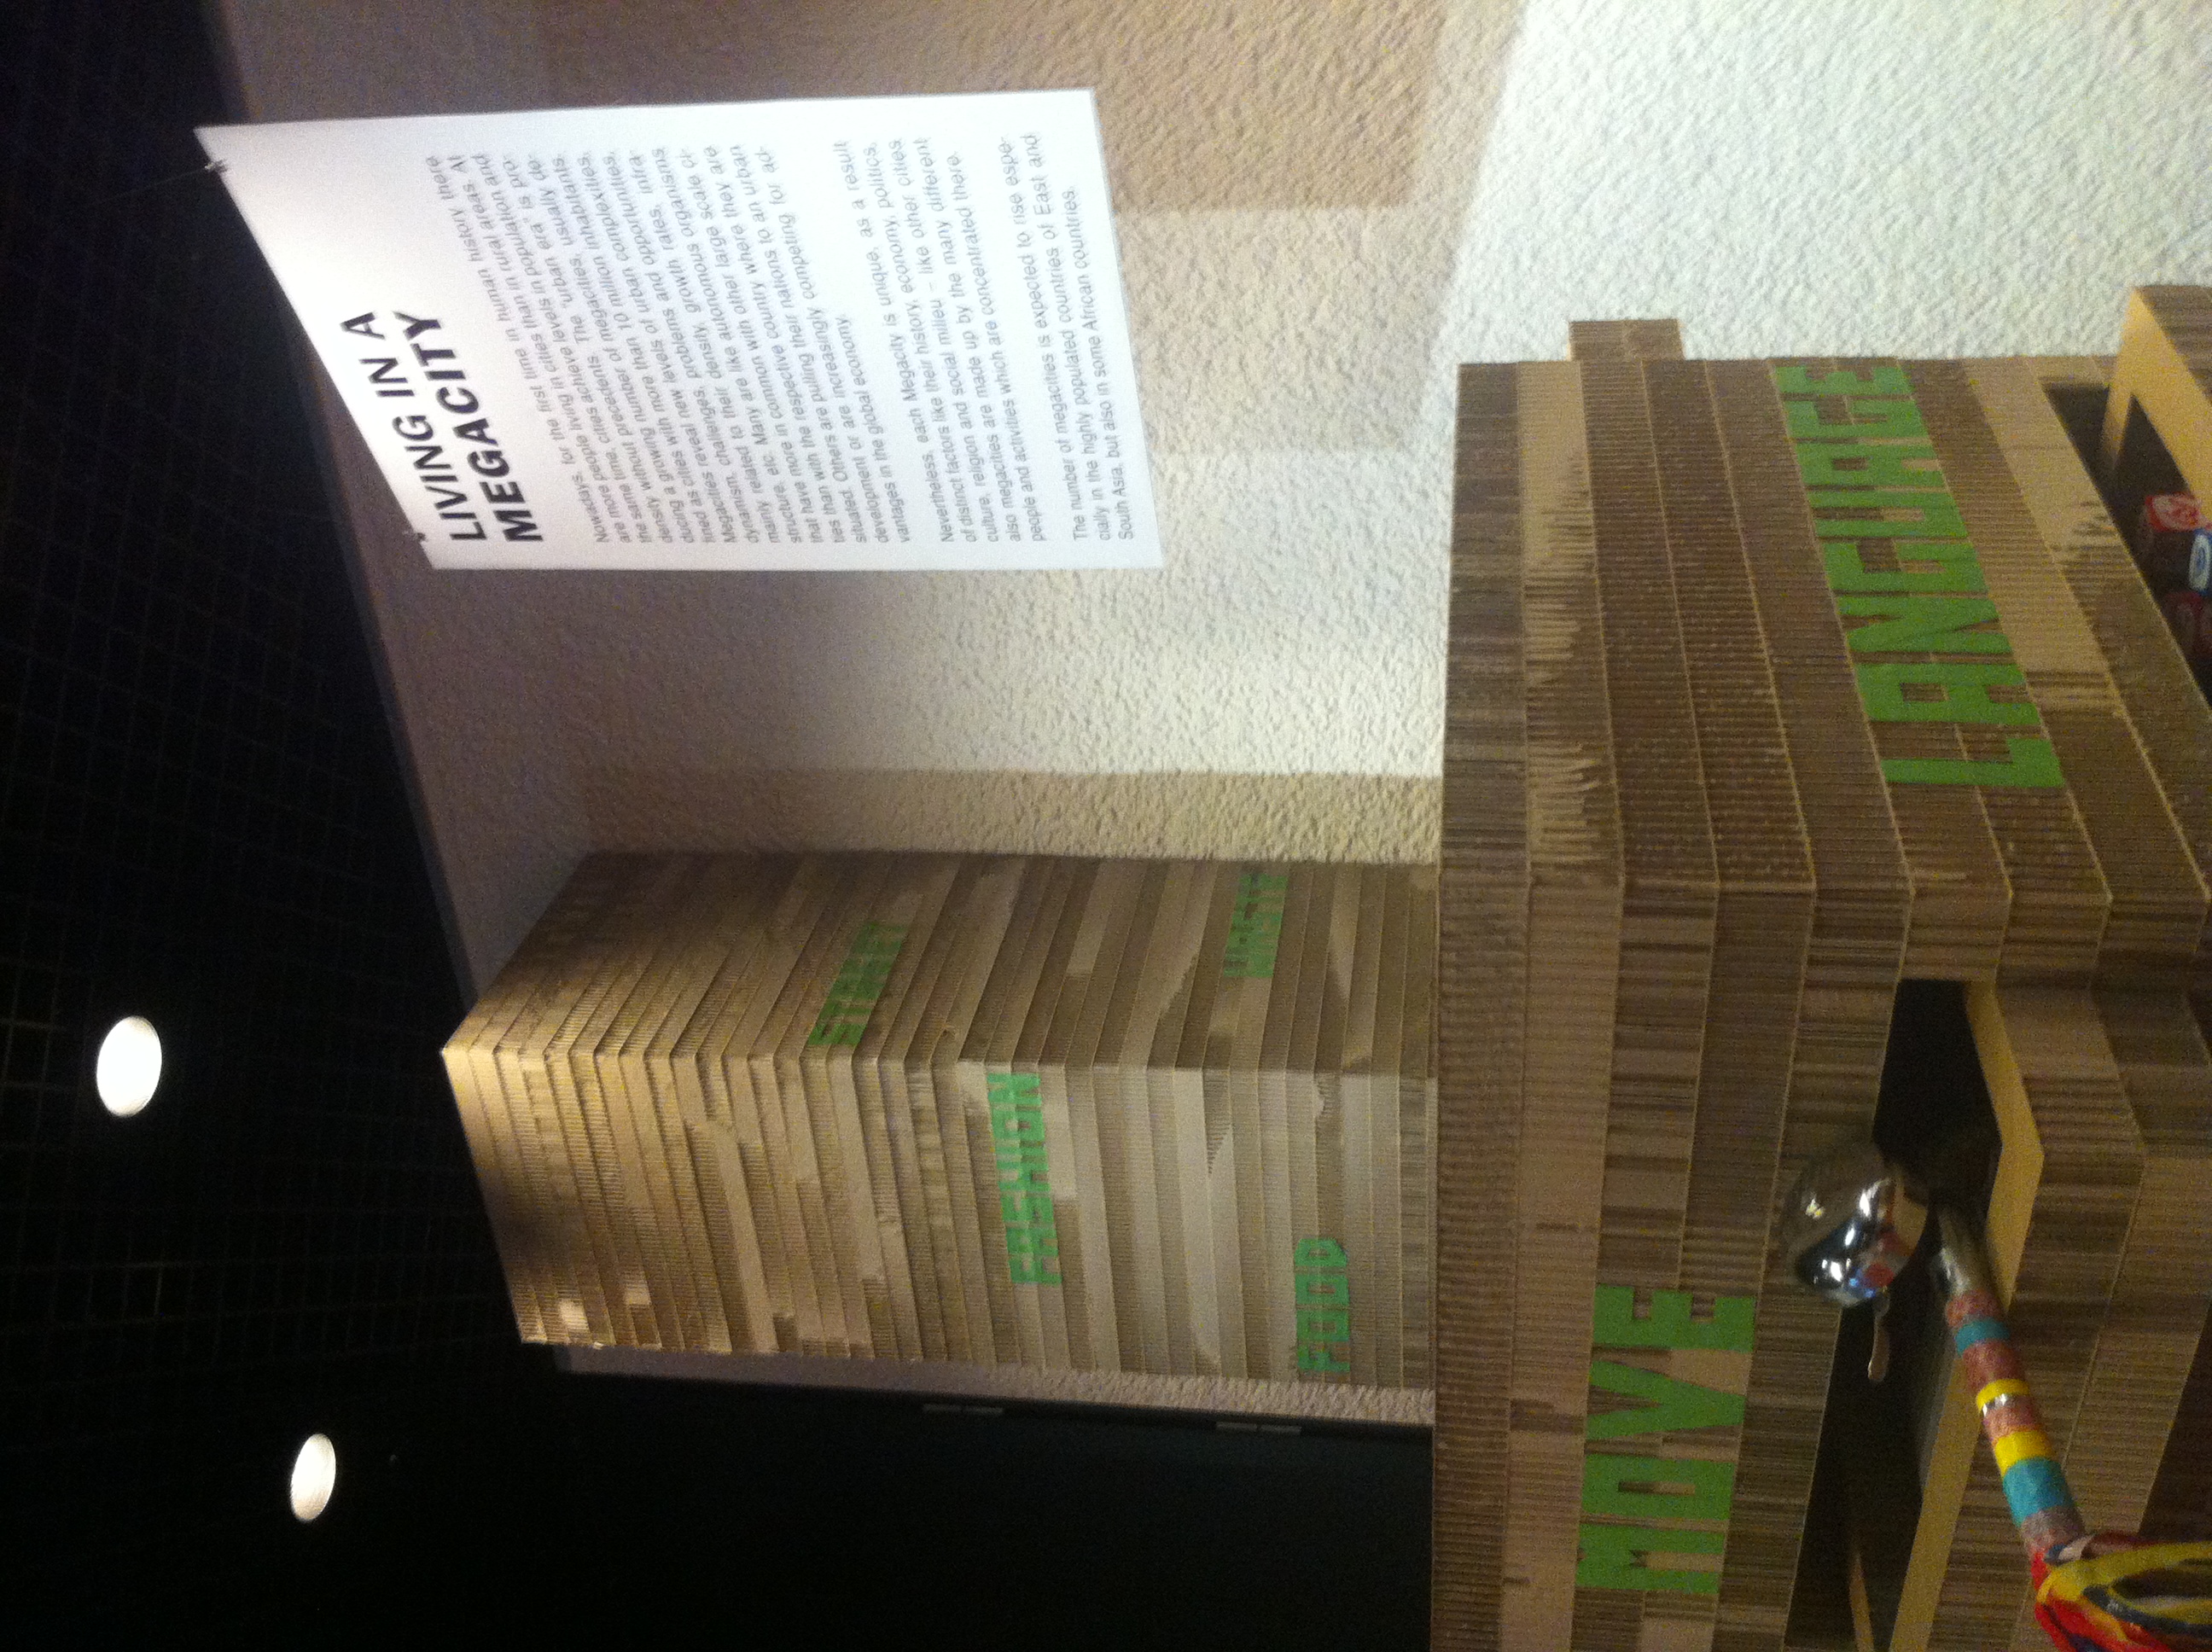 LIVING IN A
MEGACITY
Nowadays, for the first time in human history there
are more people living in cities than in rural areas. At
the same time, cities achieve levels in population and
density without precedents. The "urban era" is pro-
ducing a growing number of megacities, usually de-
fined as cities with more than 10 million inhabitants.
Megacities reveal new levels of urban complexities,
dynamism, challenges, problems and opportunities,
mainly related to their density, growth rates, infra-
structure, etc. Many are like autonomous organisms
that have more in common with other large scale ci-
ties than with the respective country where they are
situated. Others are pulling their nations to an urban
development or are increasingly competing for ad-
vantages in the global economy.
Nevertheless, each Megacity is unique, as a result
of distinct factors like their history, economy, politics,
culture, religion and social milieu – like other cities
also megacities are made up by the many different
people and activities which are concentrated there.
The number of megacities is expected to rise espe-
cially in the highly populated countries of East and
South Asia, but also in some African countries.
STREET
FASHION
WASTE
FOOD
MOVE
LANGUAGE